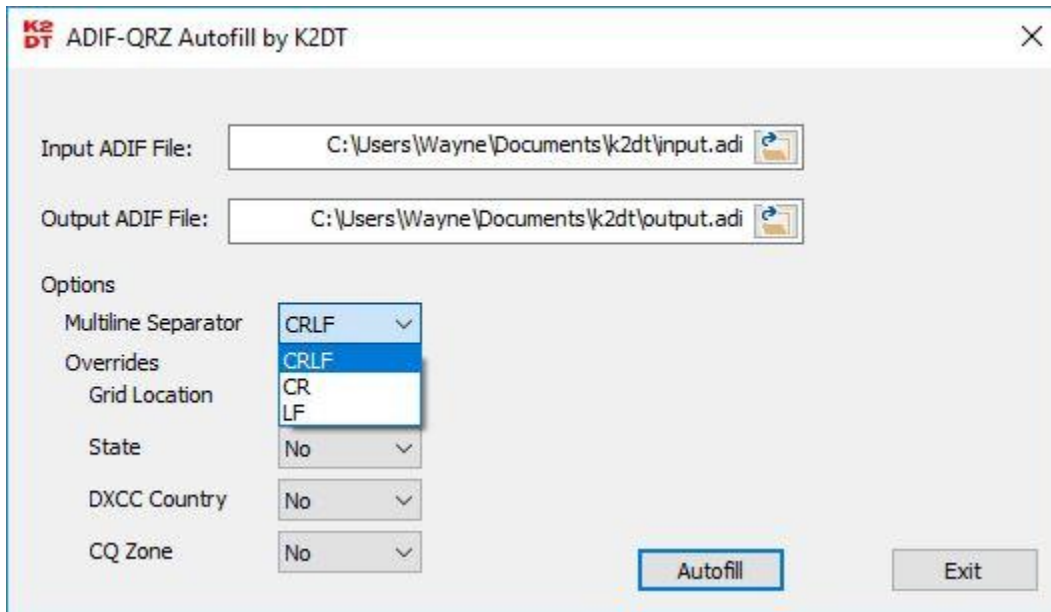 K2
DT
ADIF-QRZ Autofill by K2DT
Input ADIF File: C:\Users\Wayne\Documents\k2dt\input.adi
Output ADIF File: C:\Users\Wayne\Documents\k2dt\output.adi
Options
Multiline Separator CRLF
CRLF
Overrides
CR
Grid Location
LF
State No
DXCC Country No
CQ Zone No
Autofill Exit